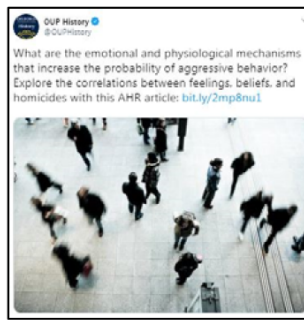 OUP History
@OUPHistory
What are the emotional and physiological mechanisms
that increase the probability of aggressive behavior?
Explore the correlations between feelings, beliefs, and
homicides with this AHR article: bit.ly/2mp8nu1